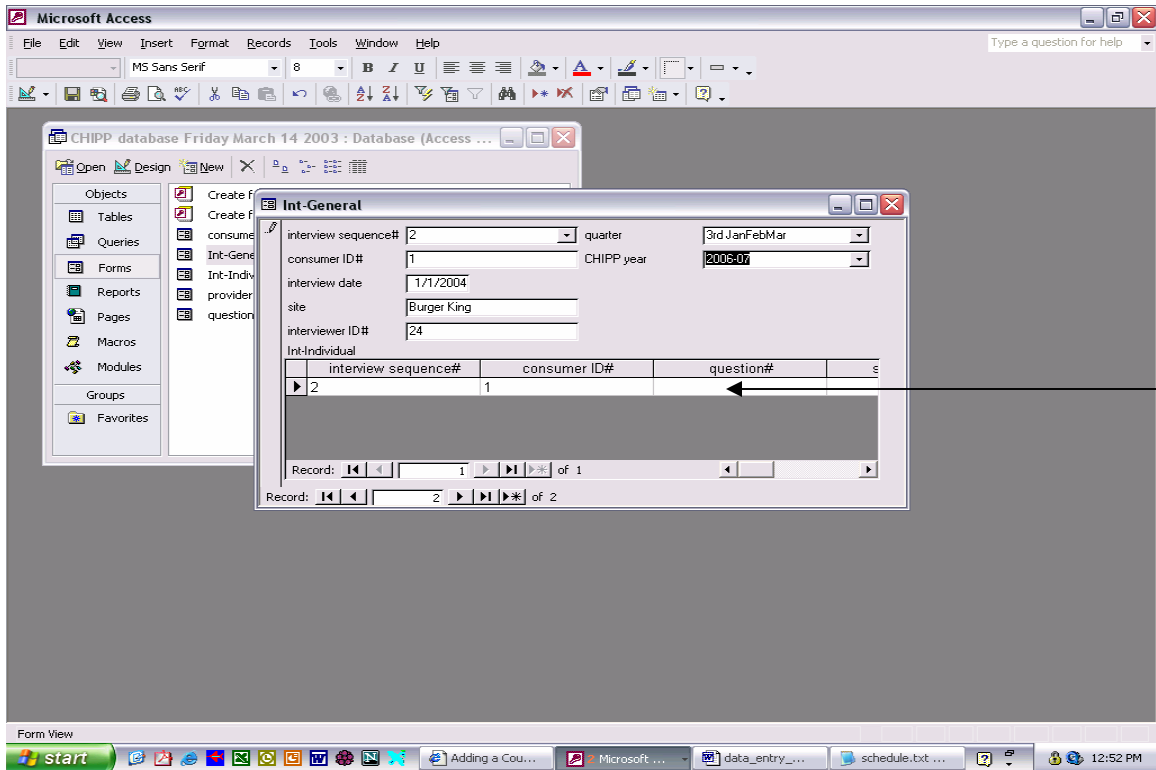 Microsoft Access
File Edit View Insert Format Records Tools Window Help Type a question for help
MS Sans Serif 8 B I U A
ABC
CHIPP database Friday March 14 2003 : Database (Access ...
Open Design New
Objects
Tables
Queries
Forms
Reports
Pages
Macros
Modules
Groups
Favorites
Create f
Create f
consume
Int-Gene
Int-Indiv
provider
question
Int-General
interview sequence# 2 quarter 3rd JanFebMar
consumer ID# 1 CHIPP year 2006-07
interview date 1/1/2004
site Burger King
interviewer ID# 24
Int-Individual
interview sequence# consumer ID# question# s
2 1
Record: 1 of 1
Record: 2 of 2
Form View
start Adding a Cou... 2 Microsoft ... data_entry_... schedule.txt ... 12:52 PM